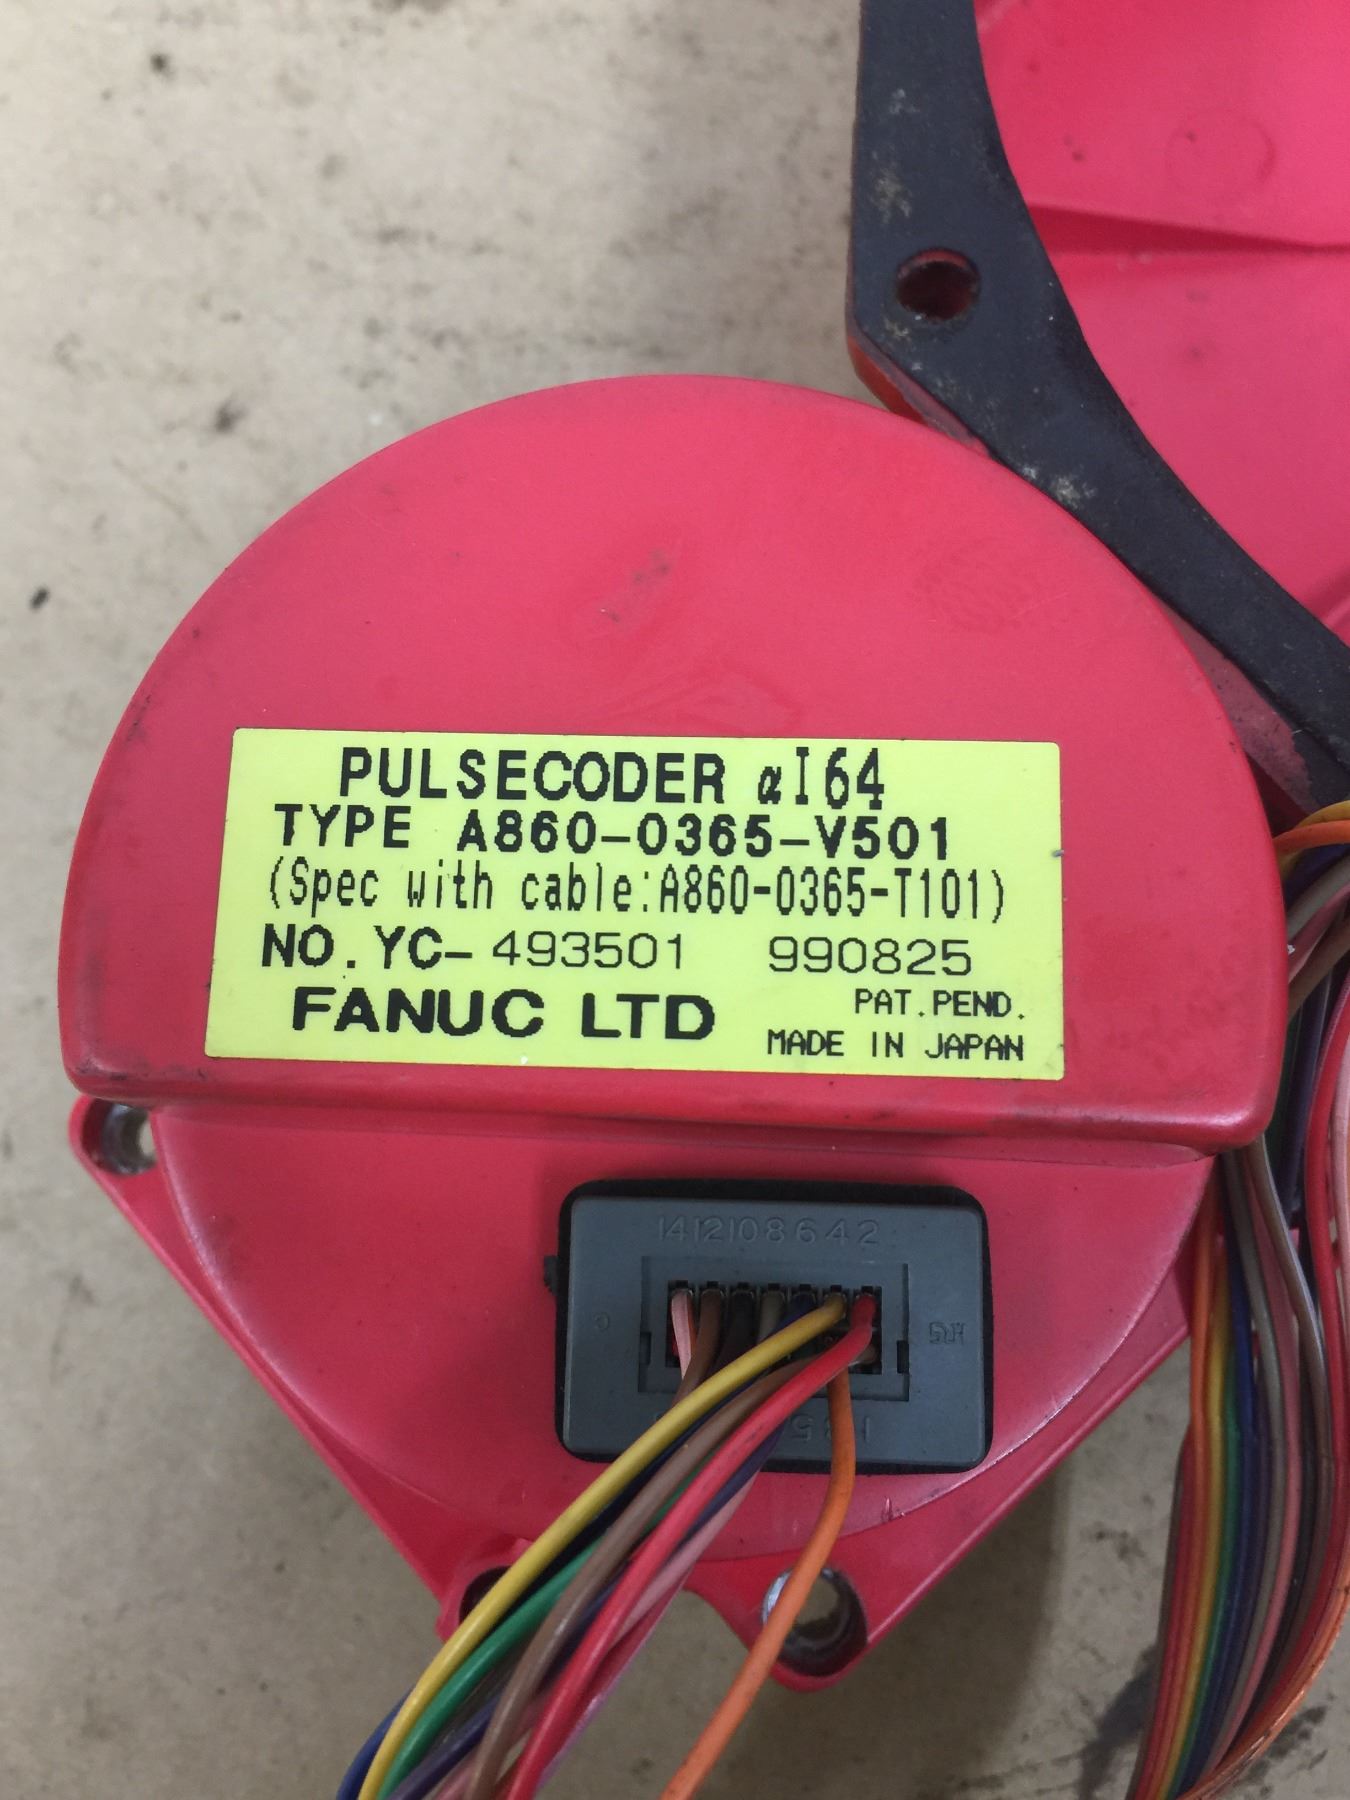 PULSECODER αI64
TYPE A860-0365-V501
(Spec with cable:A860-0365-T101)
NO.YC-493501 990825
FANUC LTD
PAT.PEND.
MADE IN JAPAN
14 12 10 8 6 4 2